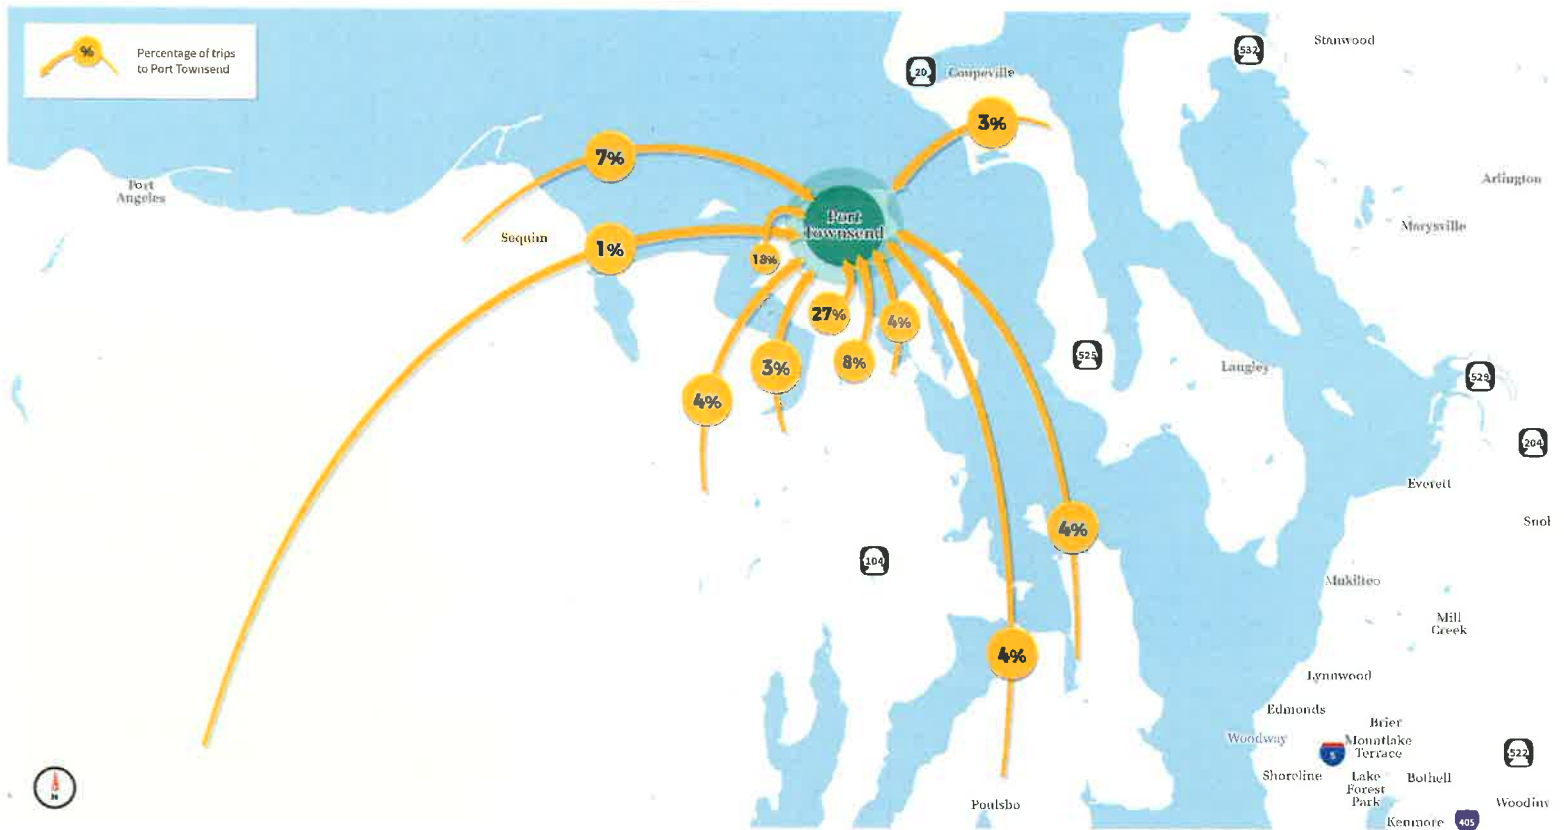 %
Percentage of trips
to Port Townsend
Stanwood
532
20
Coupeville
3%
7%
Port
Angeles
Arlington
Port
Townsend
Marysville
Sequim
1%
18%
27%
4%
525
8%
3%
Langley
529
4%
204
Everett
Snoh
4%
104
Mukilteo
Mill
Creek
4%
Lynnwood
Edmonds
Brier
Woodway
Mountlake
Terrace
5
522
Shoreline
Lake
Forest
Park
Bothell
N
Poulsbo
Woodinv
Kenmore
405